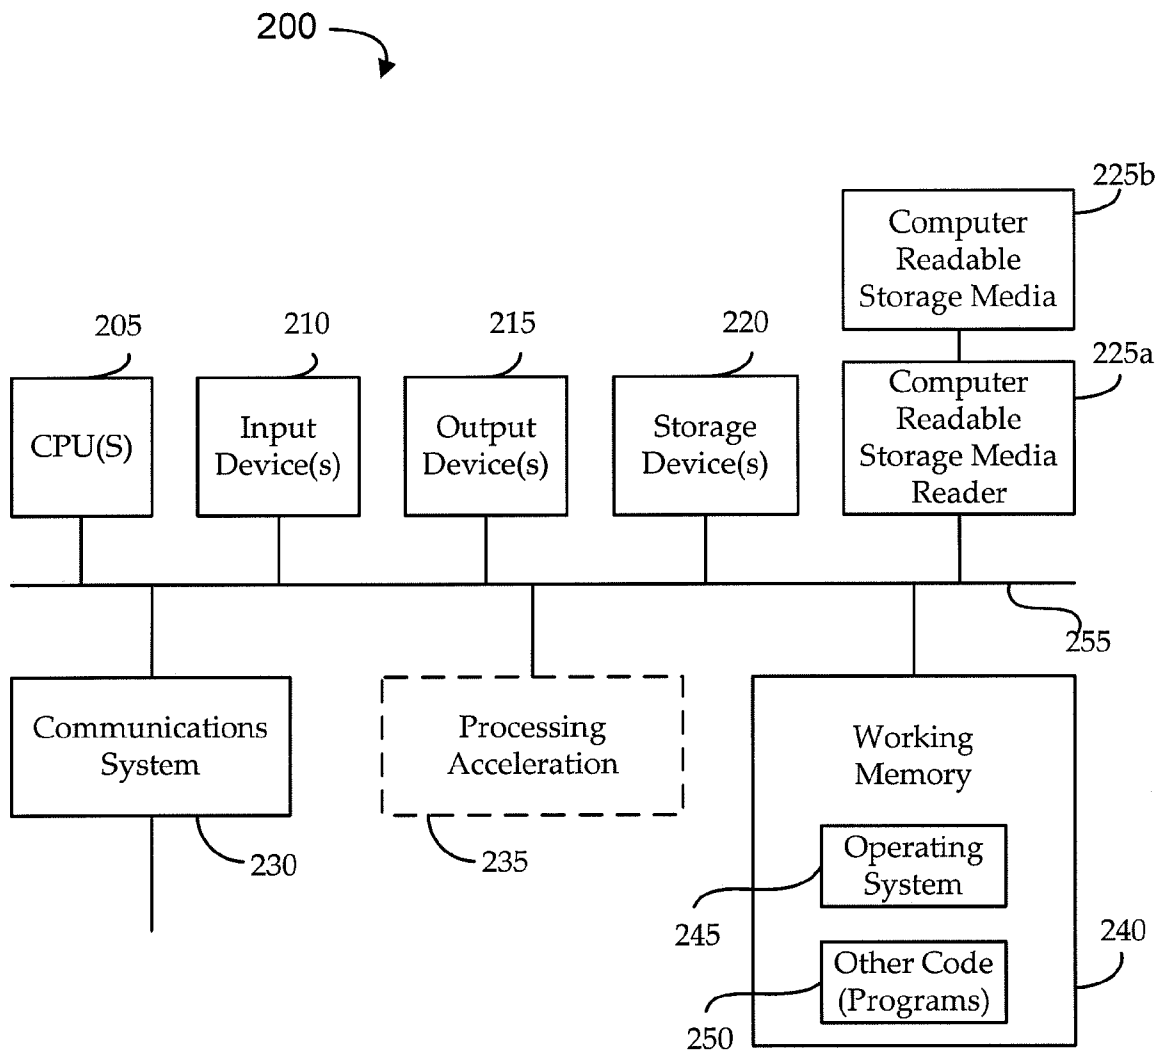 200
225b
Computer
Readable
Storage Media
205
210
215
220
225a
CPU(S)
Input
Device(s)
Output
Device(s)
Storage
Device(s)
Computer
Readable
Storage Media
Reader
255
Communications
System
Processing
Acceleration
Working
Memory
230
235
Operating
System
245
240
Other Code
(Programs)
250